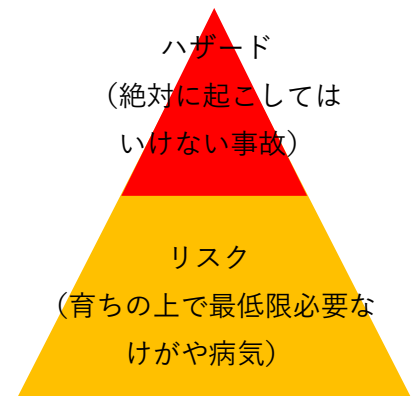 ハザード
（絶対に起こしては
いけない事故）
リスク
（育ちの上で最低限必要な
けがや病気）